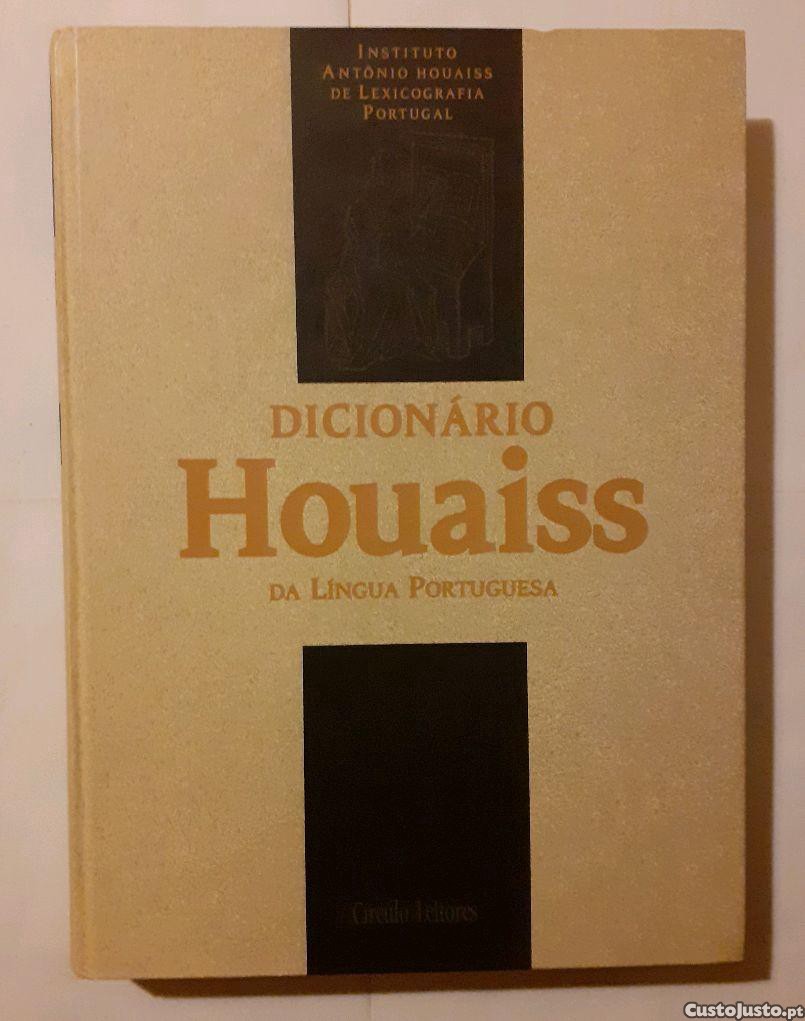 INSTITUTO
ANTÔNIO HOUAISS
DE LEXICOGRAFIA
PORTUGAL
DICIONÁRIO
Houaiss
DA LÍNGUA PORTUGUESA
Círculo Leitores
CustoJusto.pt